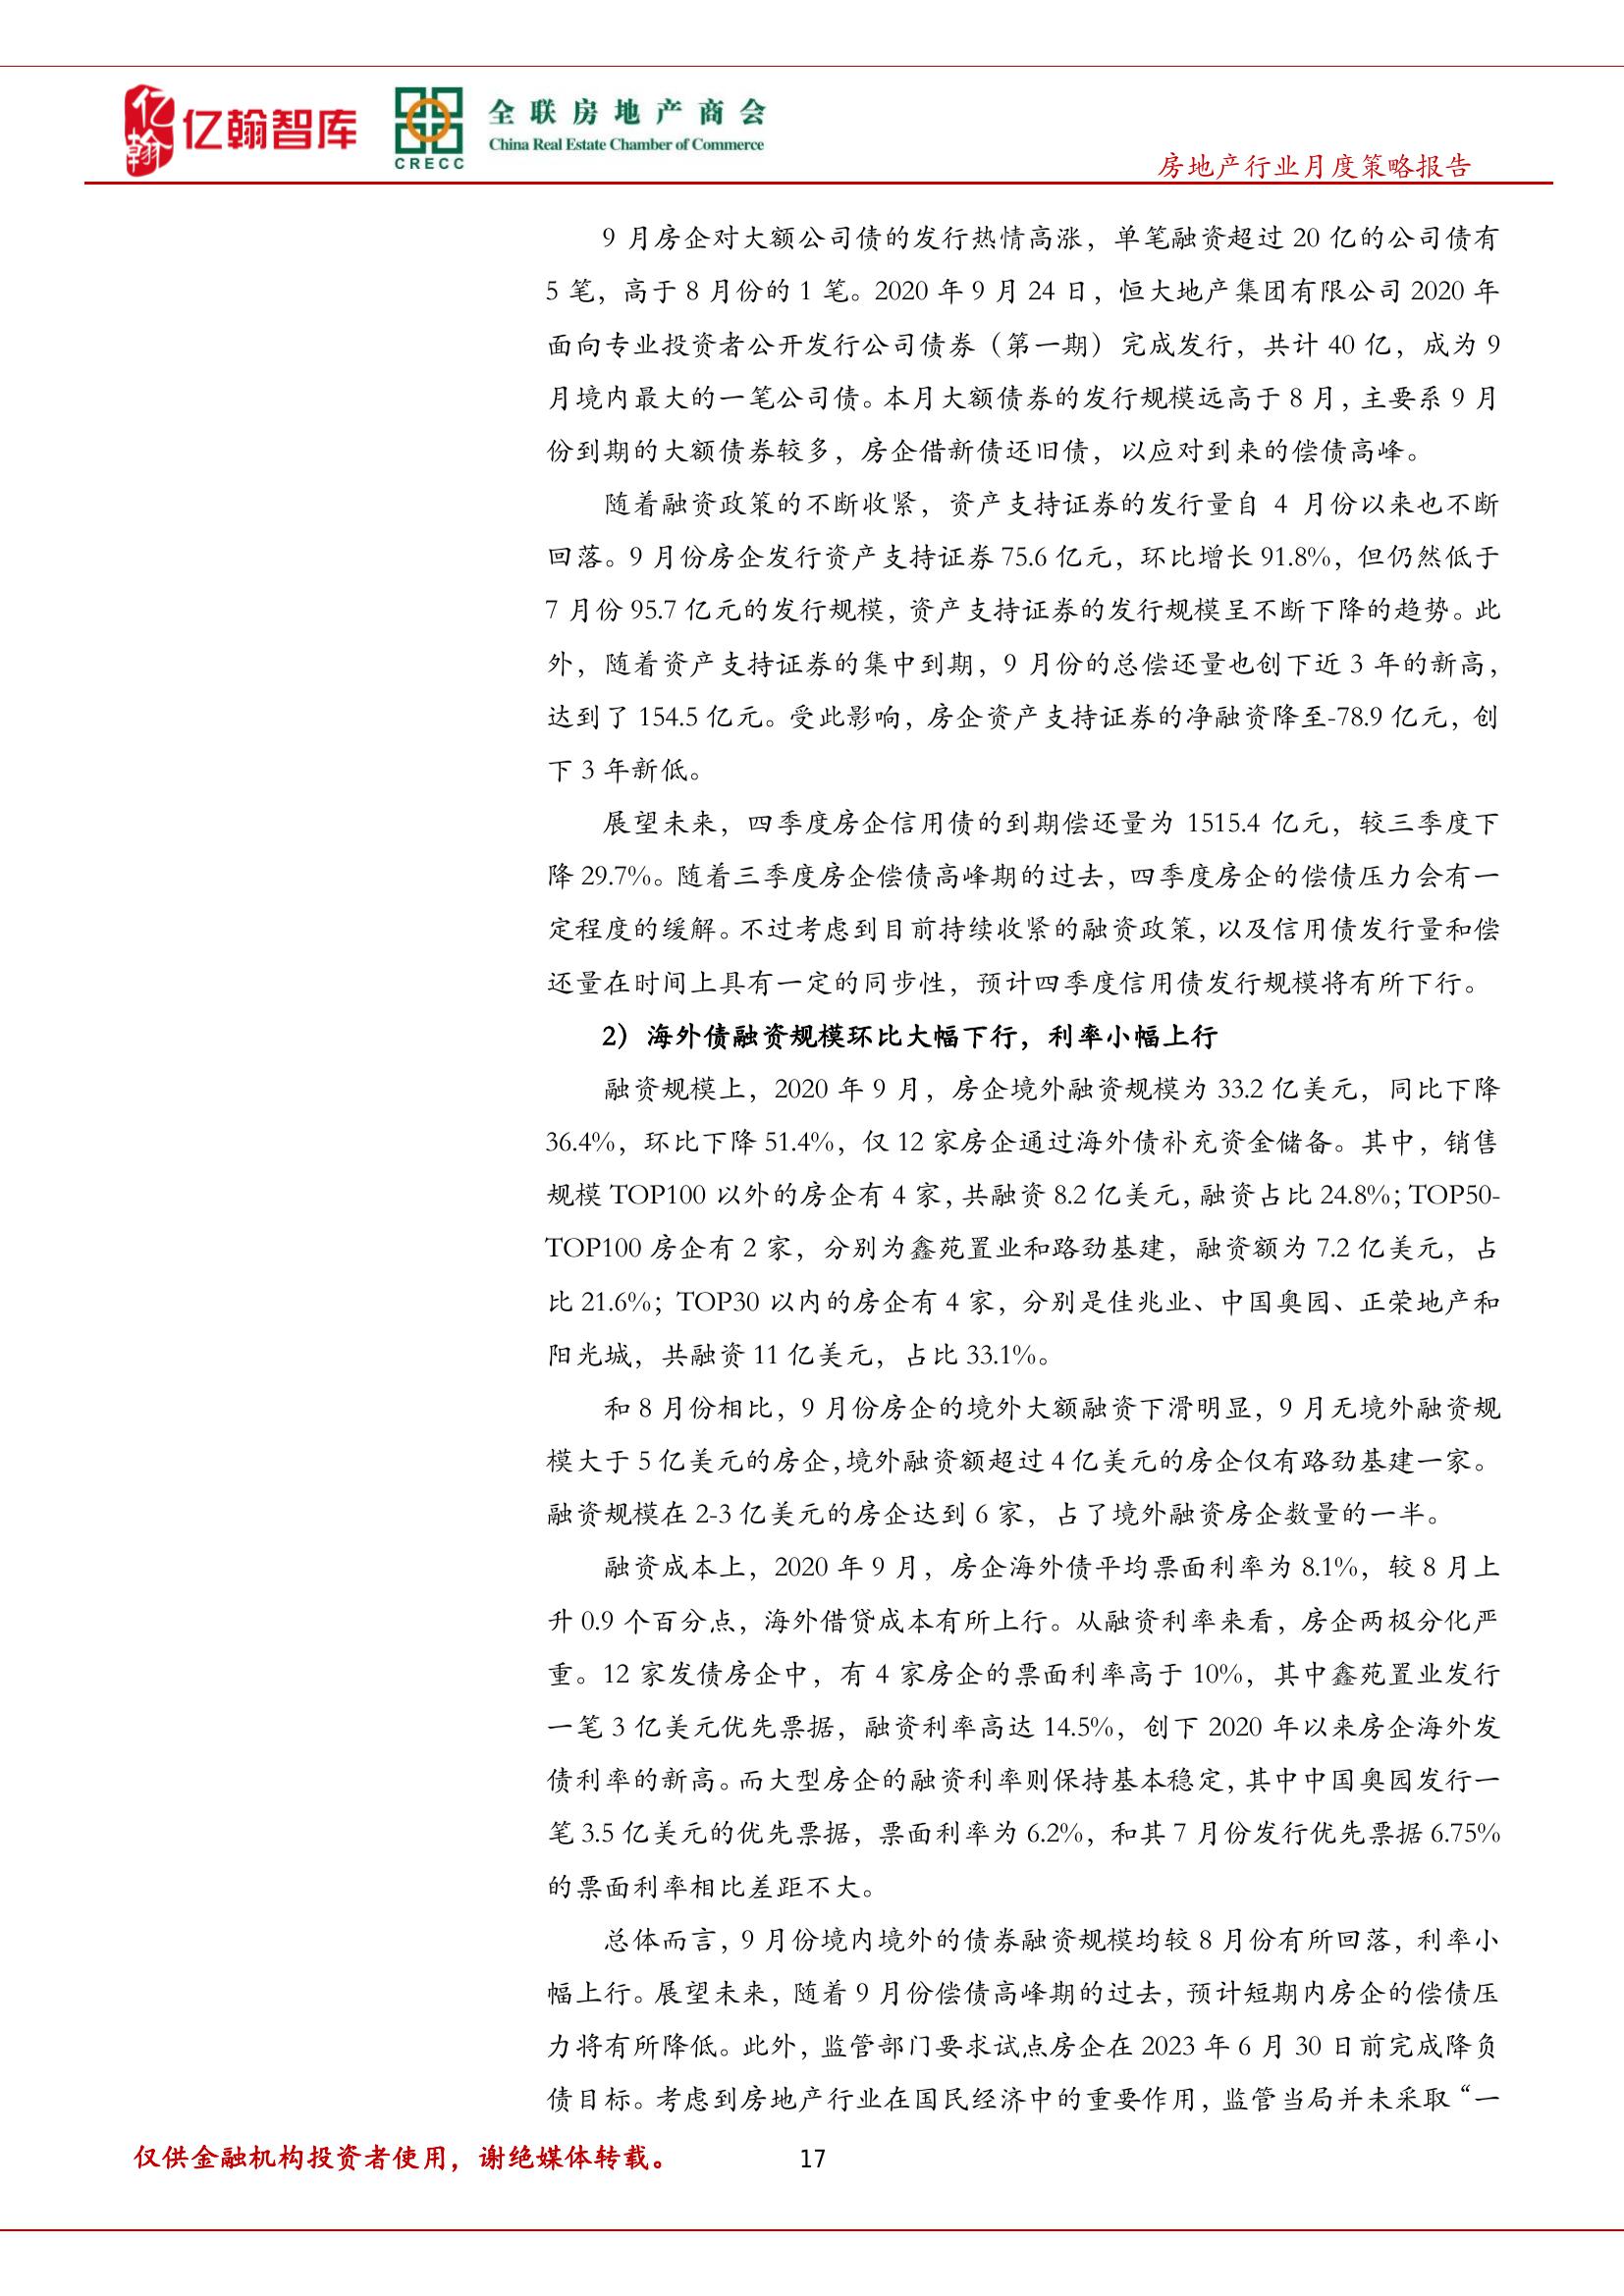 亿翰
亿翰智库
CRECC
全联房地产商会
China Real Estate Chamber of Commerce
房地产行业月度策略报告
9 月房企对大额公司债的发行热情高涨，单笔融资超过 20 亿的公司债有
5 笔，高于 8 月份的 1 笔。2020 年 9 月 24 日，恒大地产集团有限公司 2020 年
面向专业投资者公开发行公司债券（第一期）完成发行，共计 40 亿，成为 9
月境内最大的一笔公司债。本月大额债券的发行规模远高于 8 月，主要系 9 月
份到期的大额债券较多，房企借新债还旧债，以应对到来的偿债高峰。
随着融资政策的不断收紧，资产支持证券的发行量自 4 月份以来也不断
回落。9 月份房企发行资产支持证券 75.6 亿元，环比增长 91.8%，但仍然低于
7 月份 95.7 亿元的发行规模，资产支持证券的发行规模呈不断下降的趋势。此
外，随着资产支持证券的集中到期，9 月份的总偿还量也创下近 3 年的新高，
达到了 154.5 亿元。受此影响，房企资产支持证券的净融资降至-78.9 亿元，创
下 3 年新低。
展望未来，四季度房企信用债的到期偿还量为 1515.4 亿元，较三季度下
降 29.7%。随着三季度房企偿债高峰期的过去，四季度房企的偿债压力会有一
定程度的缓解。不过考虑到目前持续收紧的融资政策，以及信用债发行量和偿
还量在时间上具有一定的同步性，预计四季度信用债发行规模将有所下行。
2）海外债融资规模环比大幅下行，利率小幅上行
融资规模上，2020 年 9 月，房企境外融资规模为 33.2 亿美元，同比下降
36.4%，环比下降 51.4%，仅 12 家房企通过海外债补充资金储备。其中，销售
规模 TOP100 以外的房企有 4 家，共融资 8.2 亿美元，融资占比 24.8%；TOP50-
TOP100 房企有 2 家，分别为鑫苑置业和路劲基建，融资额为 7.2 亿美元，占
比 21.6%；TOP30 以内的房企有 4 家，分别是佳兆业、中国奥园、正荣地产和
阳光城，共融资 11 亿美元，占比 33.1%。
和 8 月份相比，9 月份房企的境外大额融资下滑明显，9 月无境外融资规
模大于 5 亿美元的房企，境外融资额超过 4 亿美元的房企仅有路劲基建一家。
融资规模在 2-3 亿美元的房企达到 6 家，占了境外融资房企数量的一半。
融资成本上，2020 年 9 月，房企海外债平均票面利率为 8.1%，较 8 月上
升 0.9 个百分点，海外借贷成本有所上行。从融资利率来看，房企两极分化严
重。12 家发债房企中，有 4 家房企的票面利率高于 10%，其中鑫苑置业发行
一笔 3 亿美元优先票据，融资利率高达 14.5%，创下 2020 年以来房企海外发
债利率的新高。而大型房企的融资利率则保持基本稳定，其中中国奥园发行一
笔 3.5 亿美元的优先票据，票面利率为 6.2%，和其 7 月份发行优先票据 6.75%
的票面利率相比差距不大。
总体而言，9 月份境内境外的债券融资规模均较 8 月份有所回落，利率小
幅上行。展望未来，随着 9 月份偿债高峰期的过去，预计短期内房企的偿债压
力将有所降低。此外，监管部门要求试点房企在 2023 年 6 月 30 日前完成降负
债目标。考虑到房地产行业在国民经济中的重要作用，监管当局并未采取“一
仅供金融机构投资者使用，谢绝媒体转载。
17